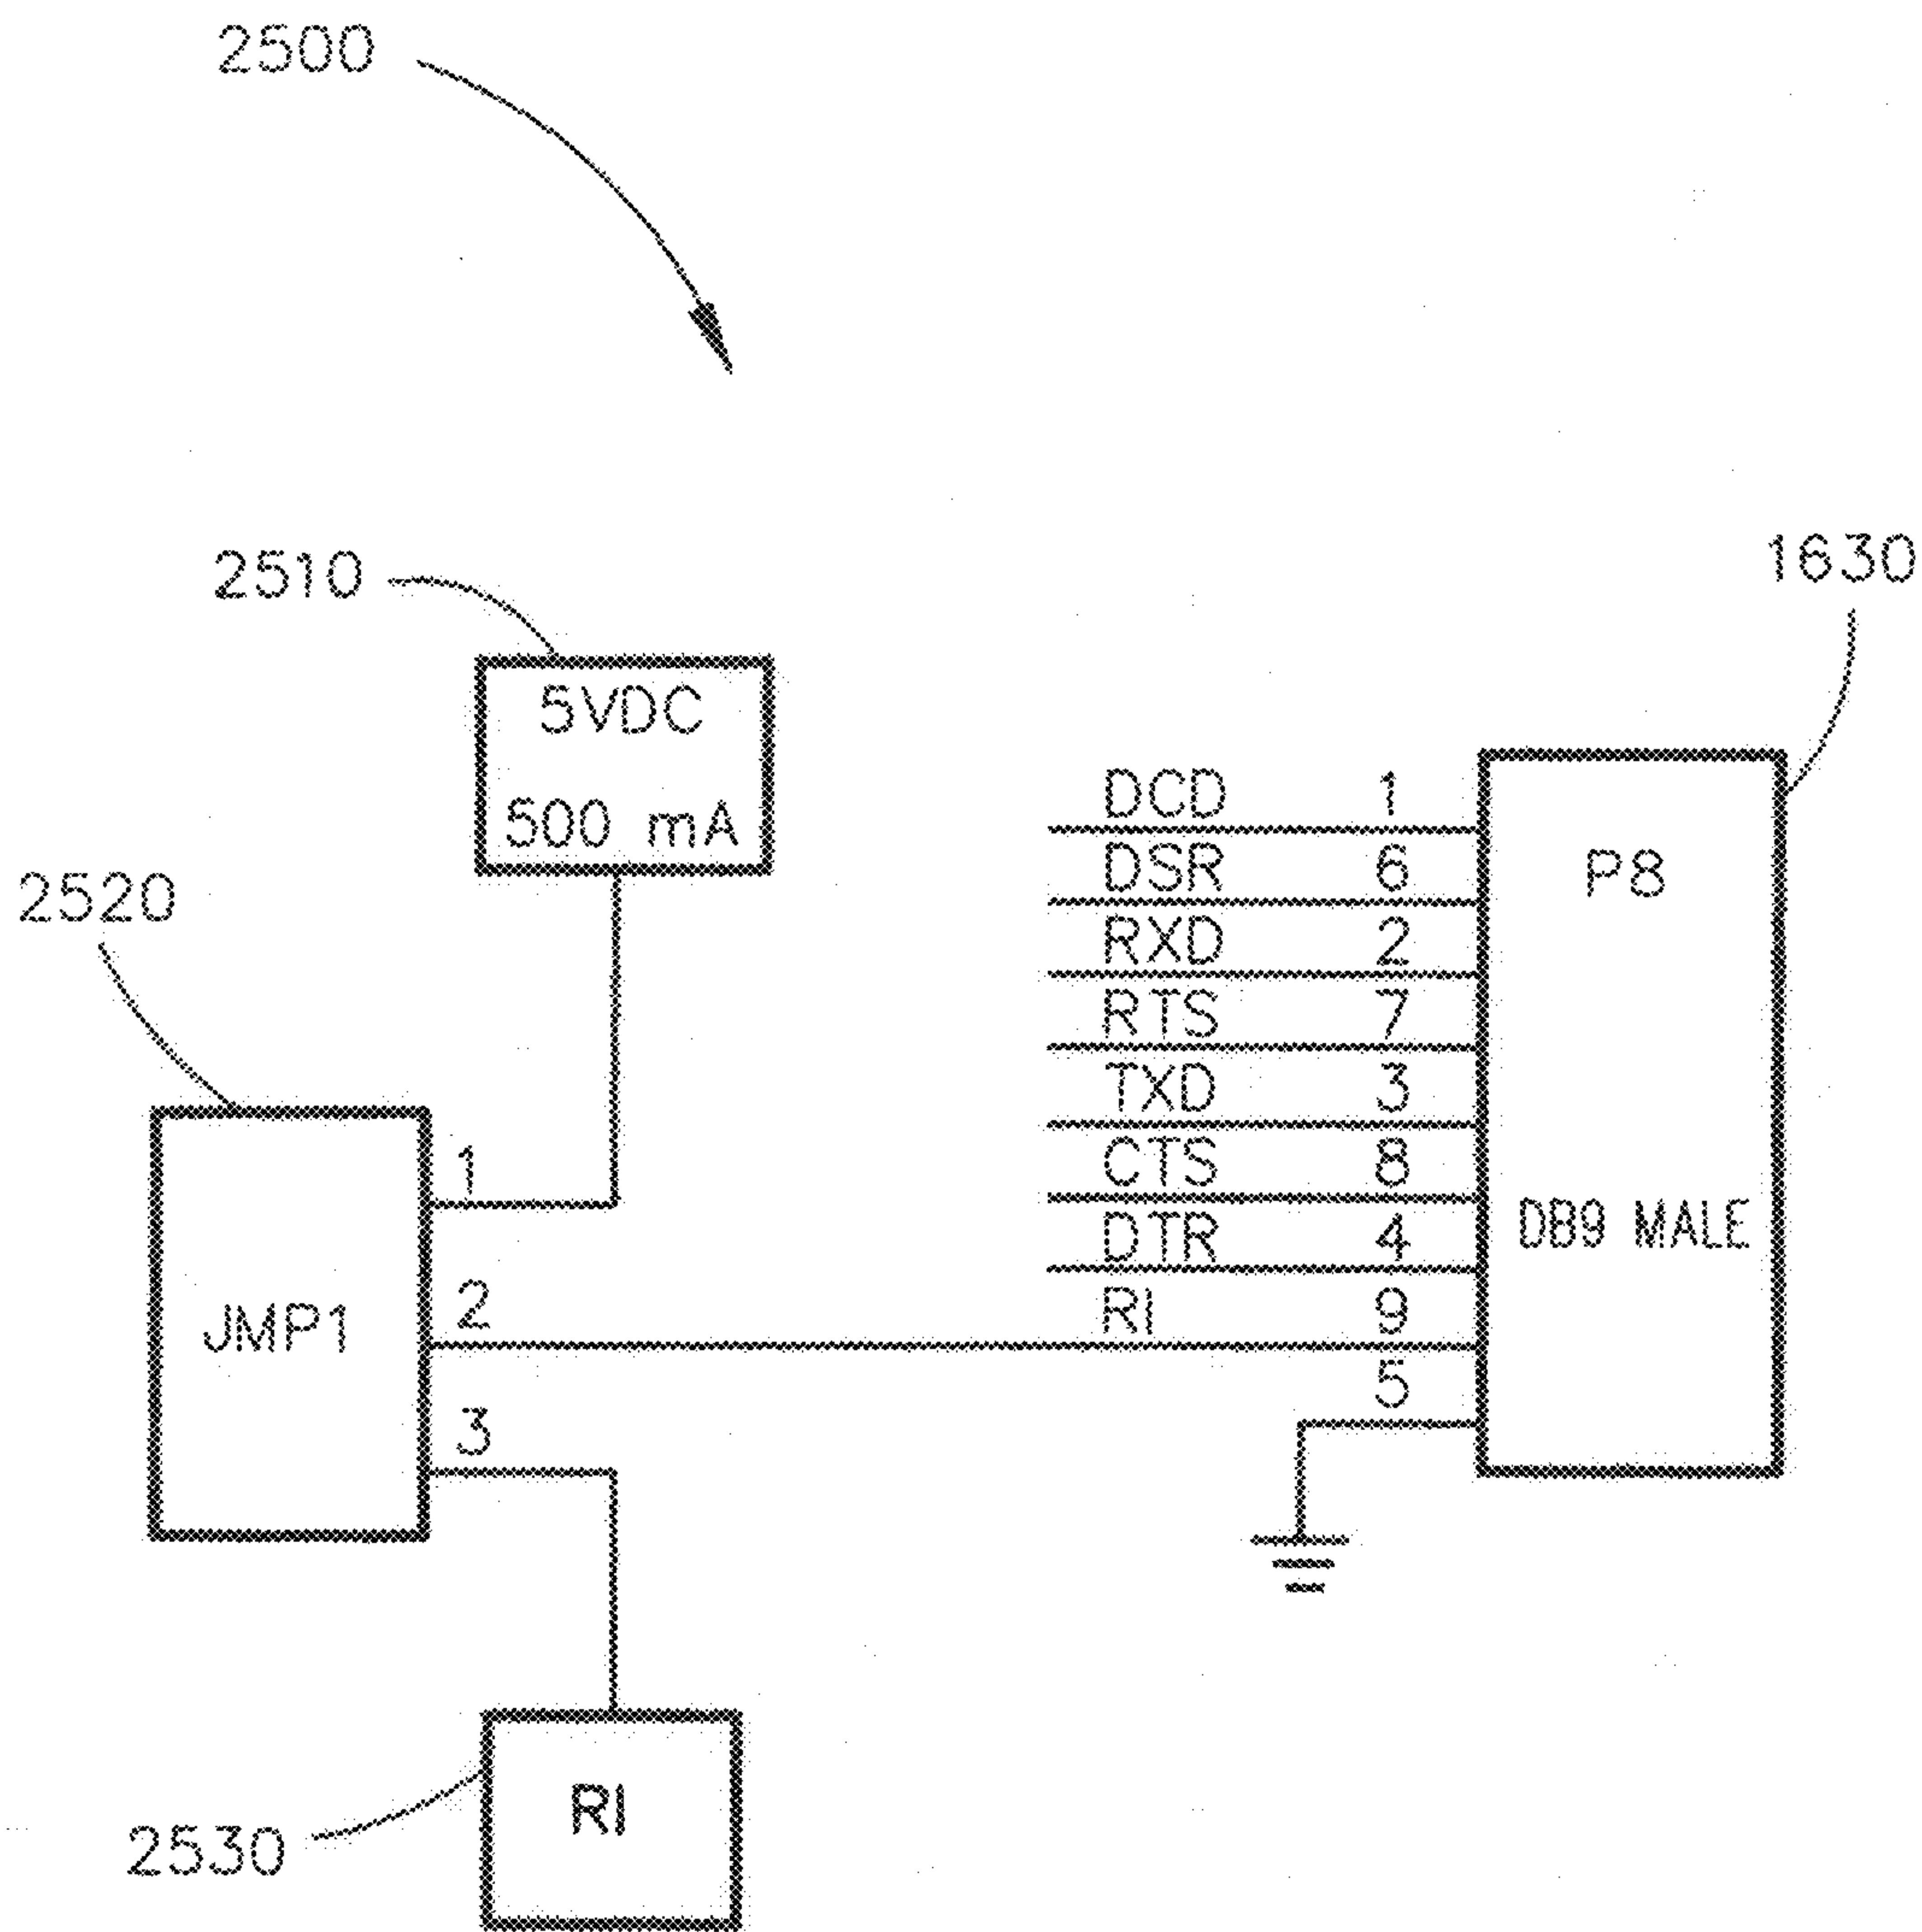 2500
2510
1630
5VDC
500 mA
2520
DCD 1
DSR 6
RXD 2
RTS 7
TXD 3
CTS 8
DTR 4
RI 9
5
P8
DB9 MALE
JMP1
1
2
3
RI
2530